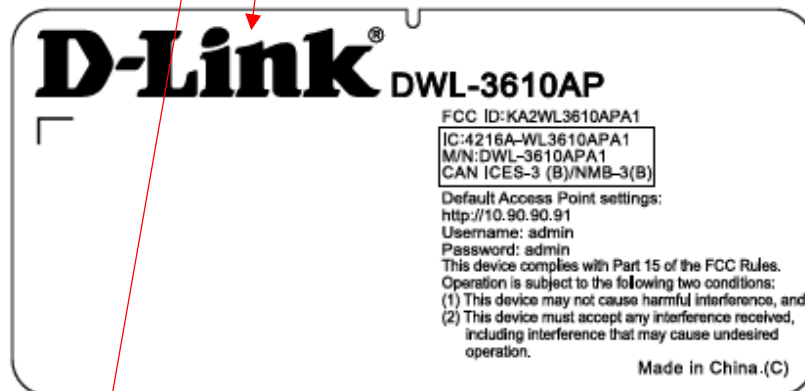 D-Link® DWL-3610AP
FCC ID:KA2WL3610APA1
IC:4216A-WL3610APA1
M/N:DWL-3610APA1
CAN ICES-3 (B)/NMB-3(B)
Default Access Point settings:
http://10.90.90.91
Username: admin
Password: admin
This device complies with Part 15 of the FCC Rules.
Operation is subject to the following two conditions:
(1) This device may not cause harmful interference, and
(2) This device must accept any interference received,
including interference that may cause undesired
operation.
Made in China.(C)